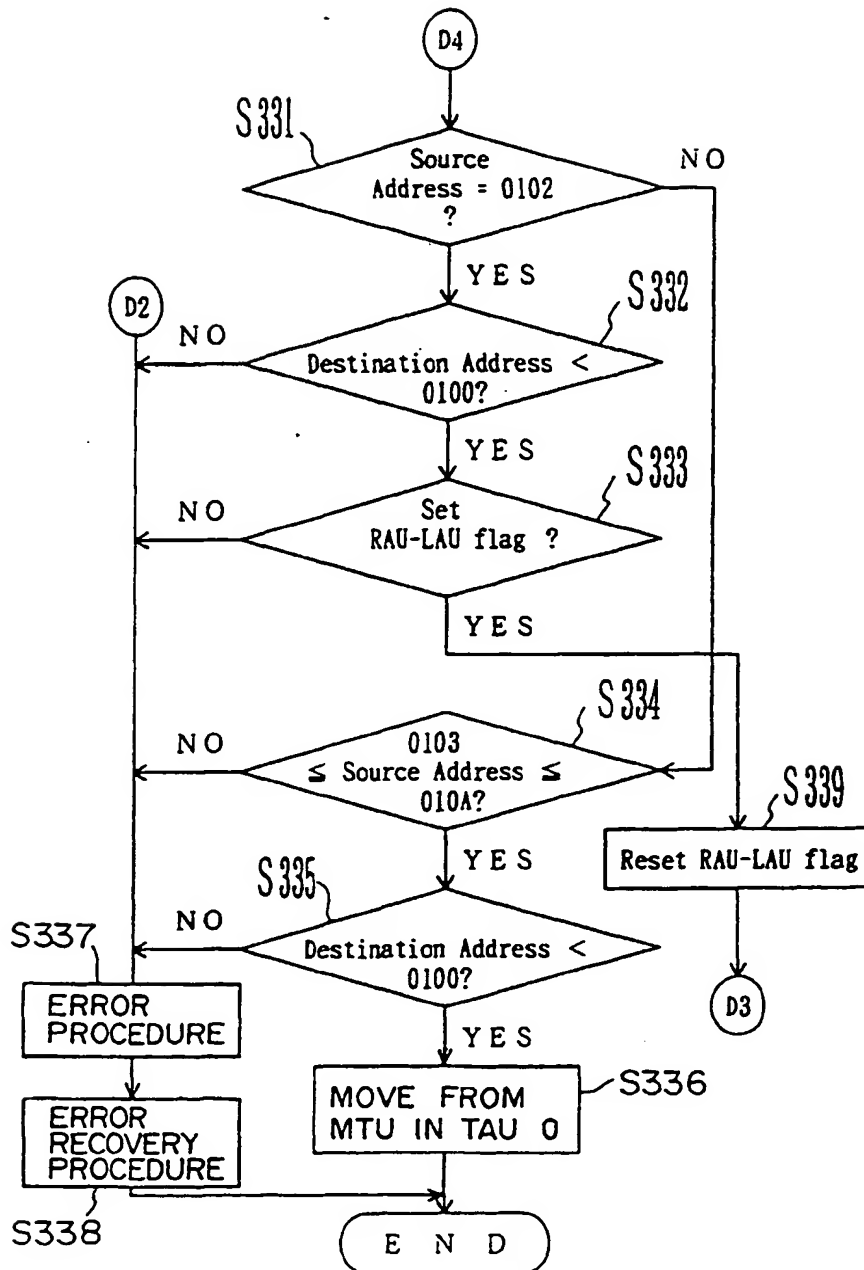 D4
S331
Source
Address = 0102
?
NO
YES
D2
S332
NO
Destination Address <
0100?
YES
S333
NO
Set
RAU-LAU flag ?
YES
S334
NO
0103
≦ Source Address ≦
010A?
S339
YES
Reset RAU-LAU flag
S335
NO
Destination Address <
0100?
S337
D3
ERROR
PROCEDURE
YES
S336
MOVE FROM
MTU IN TAU 0
ERROR
RECOVERY
PROCEDURE
S338
END